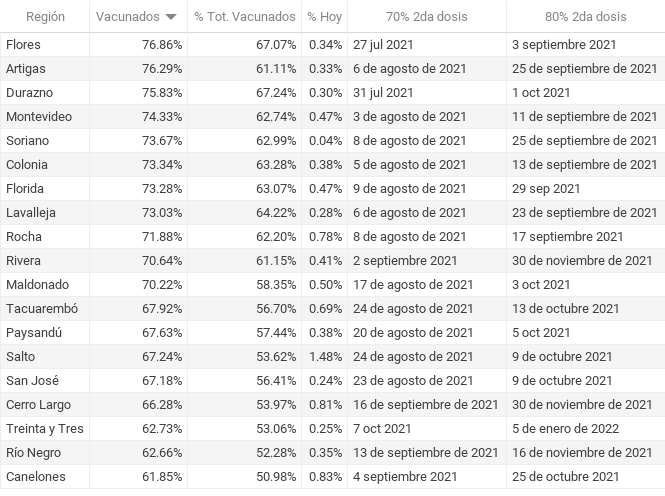 Región Vacunados % Tot. Vacunados % Hoy 70% 2da dosis 80% 2da dosis
Flores 76.86% 67.07% 0.34% 27 jul 2021 3 septiembre 2021
Artigas 76.29% 61.11% 0.33% 6 de agosto de 2021 25 de septiembre de 2021
Durazno 75.83% 67.24% 0.30% 31 jul 2021 1 oct 2021
Montevideo 74.33% 62.74% 0.47% 3 de agosto de 2021 11 de septiembre de 2021
Soriano 73.67% 62.99% 0.04% 8 de agosto de 2021 25 de septiembre de 2021
Colonia 73.34% 63.28% 0.38% 5 de agosto de 2021 13 de septiembre de 2021
Florida 73.28% 63.07% 0.47% 9 de agosto de 2021 29 sep 2021
Lavalleja 73.03% 64.22% 0.28% 6 de agosto de 2021 23 de septiembre de 2021
Rocha 71.88% 62.20% 0.78% 8 de agosto de 2021 17 septiembre 2021
Rivera 70.64% 61.15% 0.41% 2 septiembre 2021 30 de noviembre de 2021
Maldonado 70.22% 58.35% 0.50% 17 de agosto de 2021 3 oct 2021
Tacuarembó 67.92% 56.70% 0.69% 24 de agosto de 2021 13 de octubre 2021
Paysandú 67.63% 57.44% 0.38% 20 de agosto de 2021 5 oct 2021
Salto 67.24% 53.62% 1.48% 24 de agosto de 2021 9 de octubre 2021
San José 67.18% 56.41% 0.24% 23 de agosto de 2021 9 de octubre 2021
Cerro Largo 66.28% 53.97% 0.81% 16 de septiembre de 2021 30 de noviembre de 2021
Treinta y Tres 62.73% 53.06% 0.25% 7 oct 2021 5 de enero de 2022
Río Negro 62.66% 52.28% 0.35% 13 de septiembre de 2021 16 de noviembre de 2021
Canelones 61.85% 50.98% 0.83% 4 septiembre 2021 25 de octubre 2021